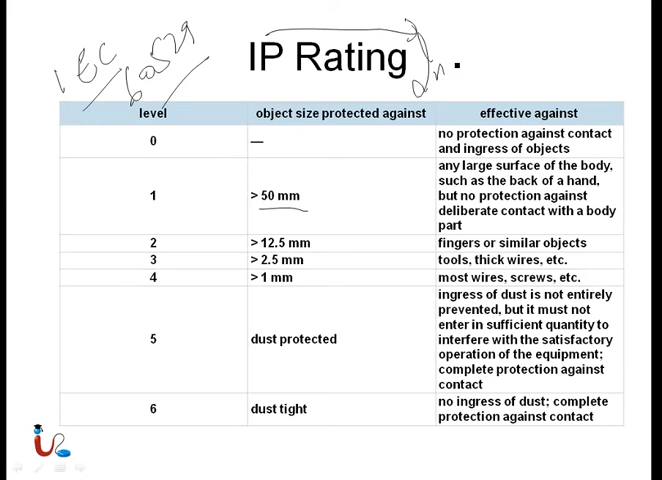 IEC
60529
IP Rating
level object size protected against effective against
0 — no protection against contact
and ingress of objects
1 > 50 mm any large surface of the body,
such as the back of a hand,
but no protection against
deliberate contact with a body
part
2 > 12.5 mm fingers or similar objects
3 > 2.5 mm tools, thick wires, etc.
4 > 1 mm most wires, screws, etc.
5 dust protected ingress of dust is not entirely
prevented, but it must not
enter in sufficient quantity to
interfere with the satisfactory
operation of the equipment;
complete protection against
contact
6 dust tight no ingress of dust; complete
protection against contact